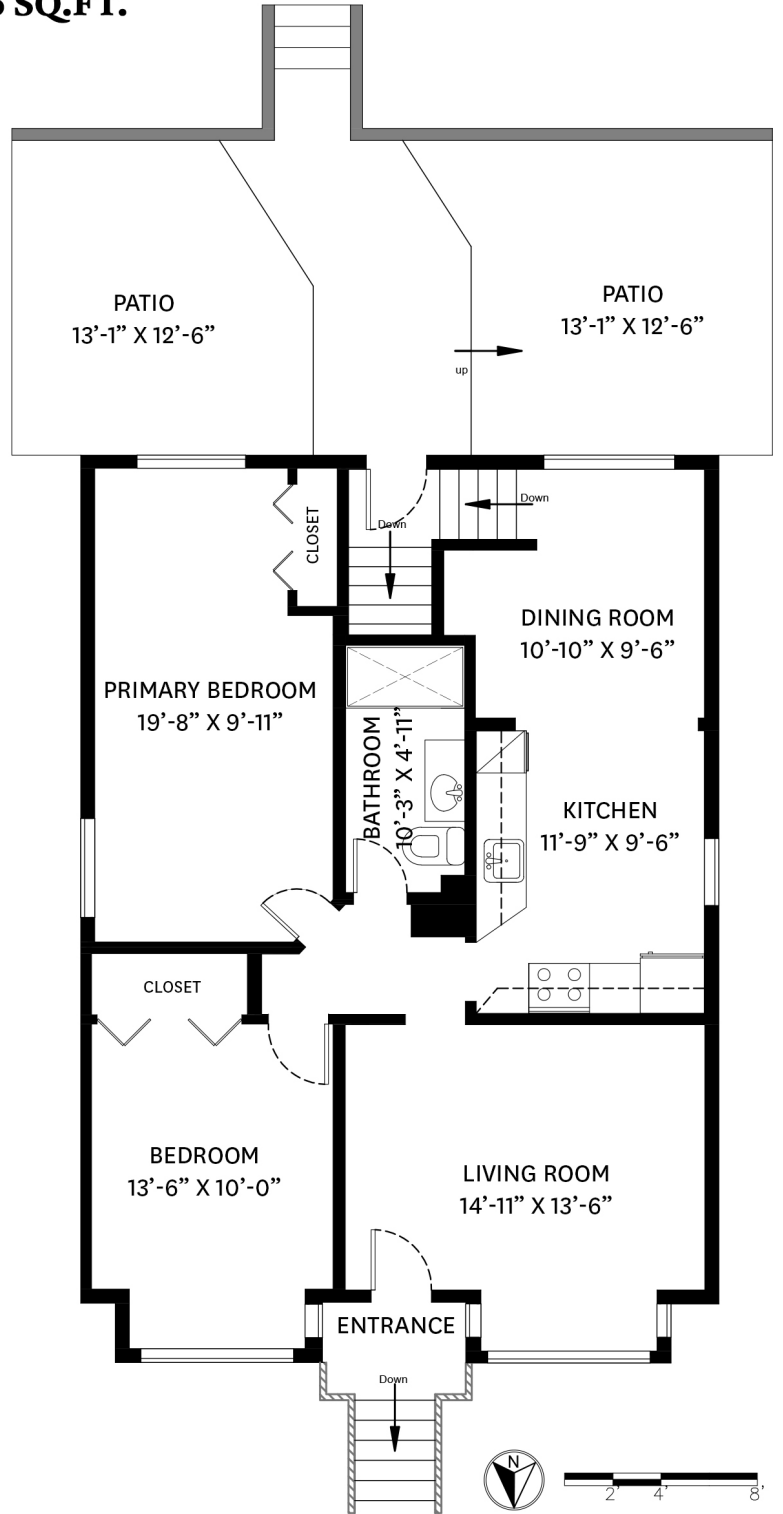 SQ.FT.
PATIO
13’-1” X 12’-6”
PATIO
13’-1” X 12’-6”
up
Down
Down
CLOSET
DINING ROOM
10’-10” X 9’-6”
PRIMARY BEDROOM
19’-8” X 9’-11”
BATHROOM
10’-3” X 4’-11”
KITCHEN
11’-9” X 9’-6”
CLOSET
BEDROOM
13’-6” X 10’-0”
LIVING ROOM
14’-11” X 13’-6”
ENTRANCE
Down
N
2’ 4’ 8’